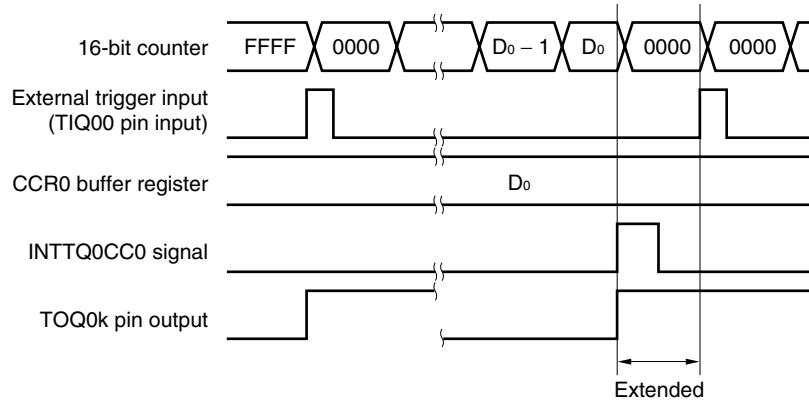 16-bit counter FFFF 0000 D₀ − 1 D₀ 0000 0000
External trigger input
(TIQ00 pin input)
CCR0 buffer register D₀
INTTQ0CC0 signal
TOQ0k pin output
Extended